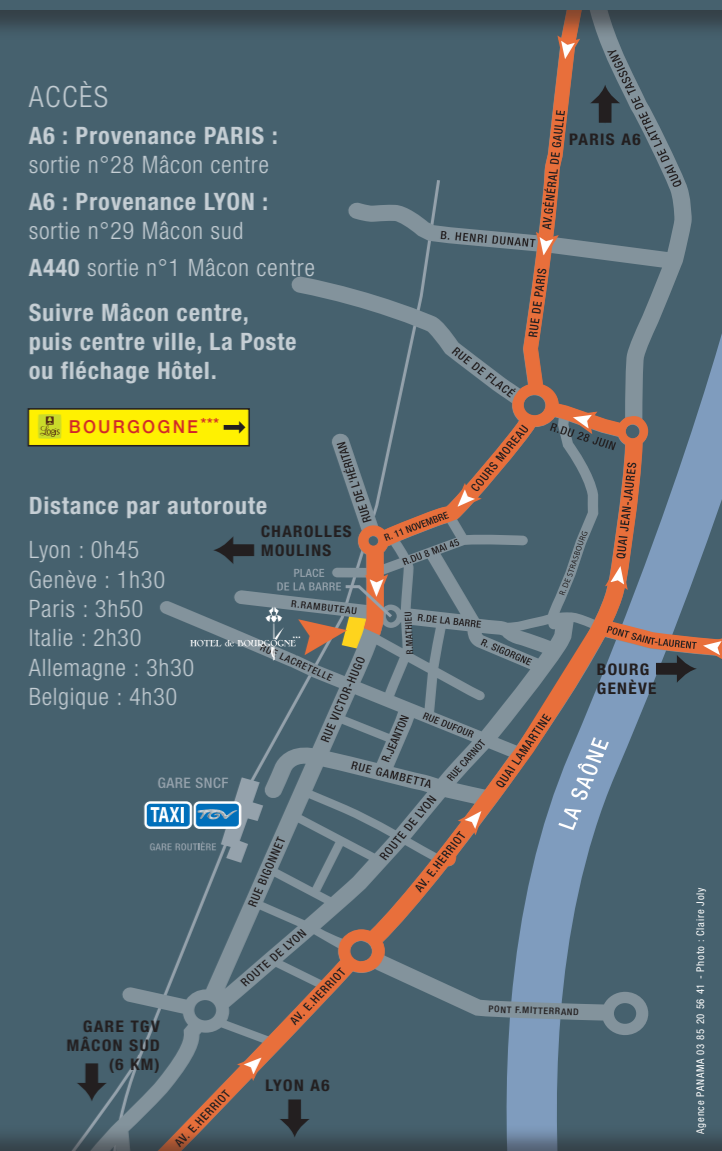 ACCÈS
A6 : Provenance PARIS :
sortie n°28 Mâcon centre
A6 : Provenance LYON :
sortie n°29 Mâcon sud
A440 sortie n°1 Mâcon centre
Suivre Mâcon centre,
puis centre ville, La Poste
ou fléchage Hôtel.
BOURGOGNE***
Distance par autoroute
Lyon : 0h45
Genève : 1h30
Paris : 3h50
Italie : 2h30
Allemagne : 3h30
Belgique : 4h30
QUAI DE LATTRE DE TASSIGNY
AV.GÉNÉRAL DE GAULLE
PARIS A6
B. HENRI DUNANT
RUE DE PARIS
RUE DE FLACÉ
R.DU 28 JUIN
COURS MOREAU
RUE DE L'HÉRITAN
QUAI JEAN-JAURES
R. 11 NOVEMBRE
CHAROLLES
MOULINS
R.DU 8 MAI 45
R. DE STRASBOURG
PLACE
DE LA BARRE
R.RAMBUTEAU
R.MATHIEU
R.DE LA BARRE
HOTEL de BOURGOGNE***
R. SIGORGNE
PONT SAINT-LAURENT
RUE LACRETELLE
BOURG
GENÈVE
RUE VICTOR-HUGO
RUE DUFOUR
R.JEANTON
RUE CARNOT
QUAI LAMARTINE
RUE GAMBETTA
LA SAÔNE
GARE SNCF
TAXI
TGV
GARE ROUTIÈRE
ROUTE DE LYON
AV. E.HERRIOT
RUE BIGONNET
ROUTE DE LYON
AV. E.HERRIOT
PONT F.MITTERRAND
GARE TGV
MÂCON SUD
(6 KM)
LYON A6
AV. E.HERRIOT
Agence PANAMA 03 85 20 56 41 - Photo : Claire Joly